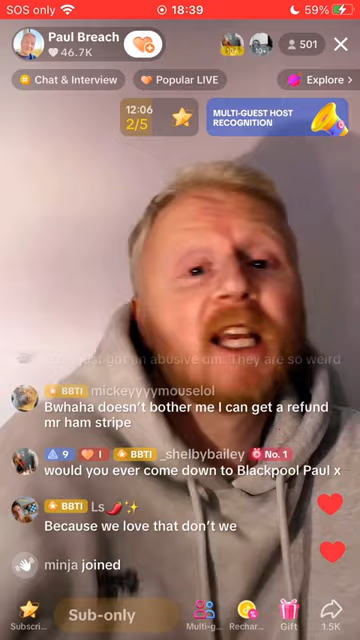 SOS only 18:39 59%
Paul Breach
46.7K
501
Chat & Interview
Popular LIVE
Explore >
12:06
2/5
MULTI-GUEST HOST
RECOGNITION
just got an abusive dm. They are so weird
BBTI mickeyyyymouselol
Bwhaha doesn't bother me I can get a refund
mr ham stripe
9 1 BBTI _shelbybailey No. 1
would you ever come down to Blackpool Paul x
BBTI Ls
Because we love that don't we
minja joined
Subscri... Sub-only Multi-g... Rechar... Gift 1.5K